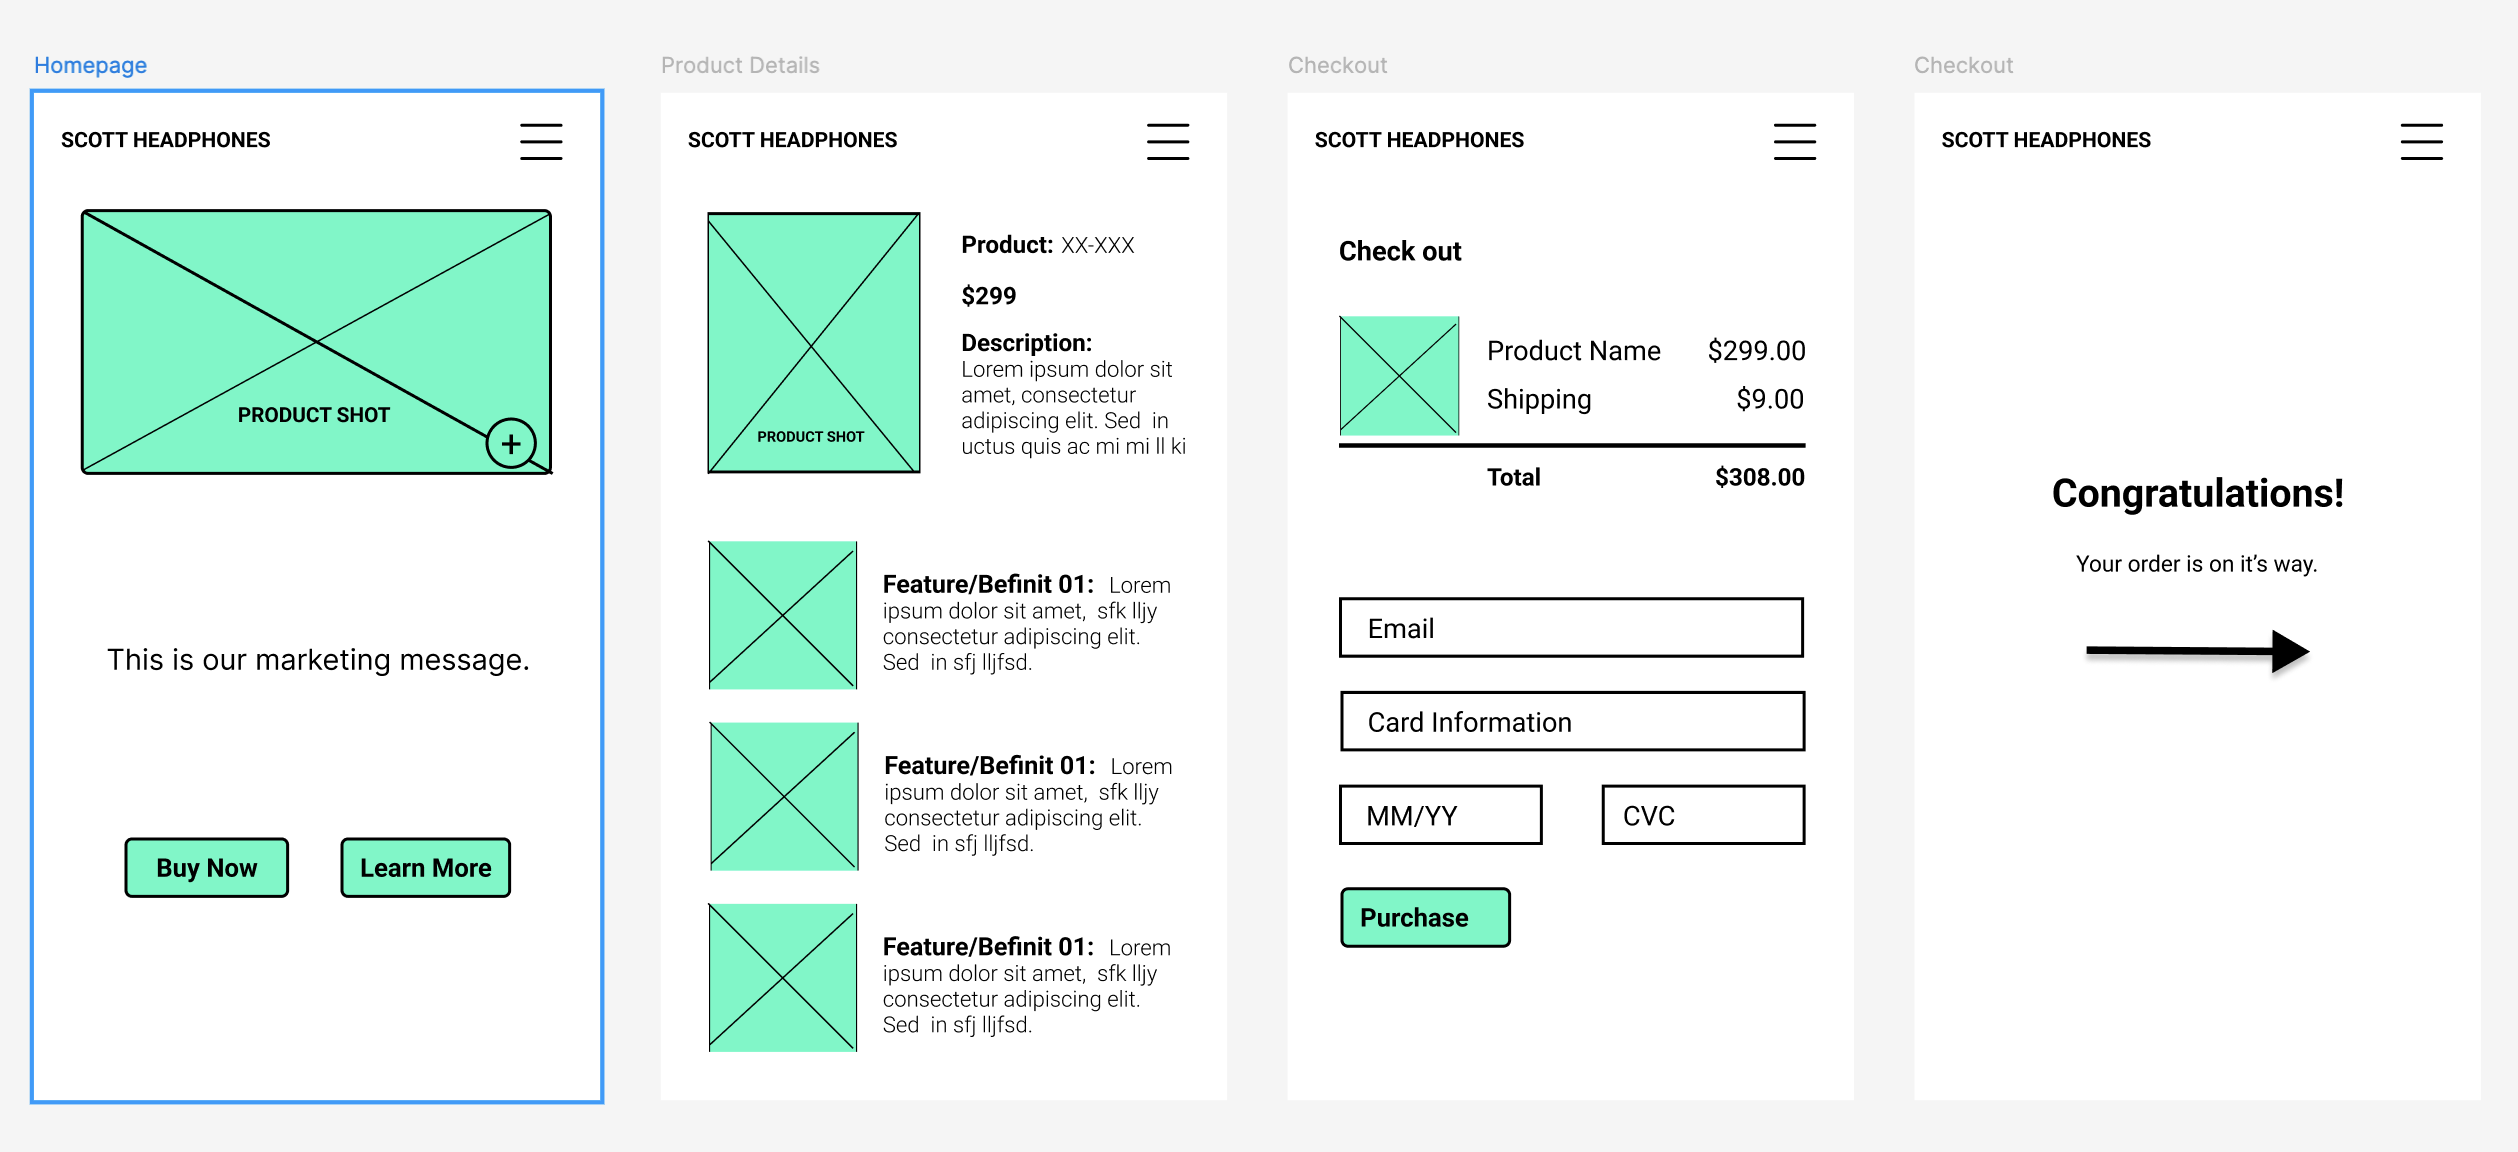 Homepage
SCOTT HEADPHONES
PRODUCT SHOT
+
This is our marketing message.
Buy Now
Learn More
Product Details
SCOTT HEADPHONES
PRODUCT SHOT
Product: XX-XXX
$299
Description:
Lorem ipsum dolor sit
amet, consectetur
adipiscing elit. Sed  in
uctus quis ac mi mi ll ki
Feature/Befinit 01:  Lorem
ipsum dolor sit amet,  sfk lljy
consectetur adipiscing elit.
Sed  in sfj lljfsd.
Feature/Befinit 01:  Lorem
ipsum dolor sit amet,  sfk lljy
consectetur adipiscing elit.
Sed  in sfj lljfsd.
Feature/Befinit 01:  Lorem
ipsum dolor sit amet,  sfk lljy
consectetur adipiscing elit.
Sed  in sfj lljfsd.
Checkout
SCOTT HEADPHONES
Check out
Product Name $299.00
Shipping $9.00
Total $308.00
Email
Card Information
MM/YY
CVC
Purchase
Checkout
SCOTT HEADPHONES
Congratulations!
Your order is on it’s way.